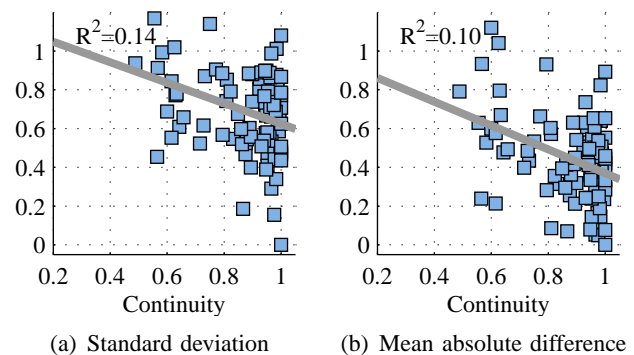 R²=0.14
1
0.8
0.6
0.4
0.2
0
0.2 0.4 0.6 0.8 1
Continuity
(a) Standard deviation
R²=0.10
1
0.8
0.6
0.4
0.2
0
0.2 0.4 0.6 0.8 1
Continuity
(b) Mean absolute difference